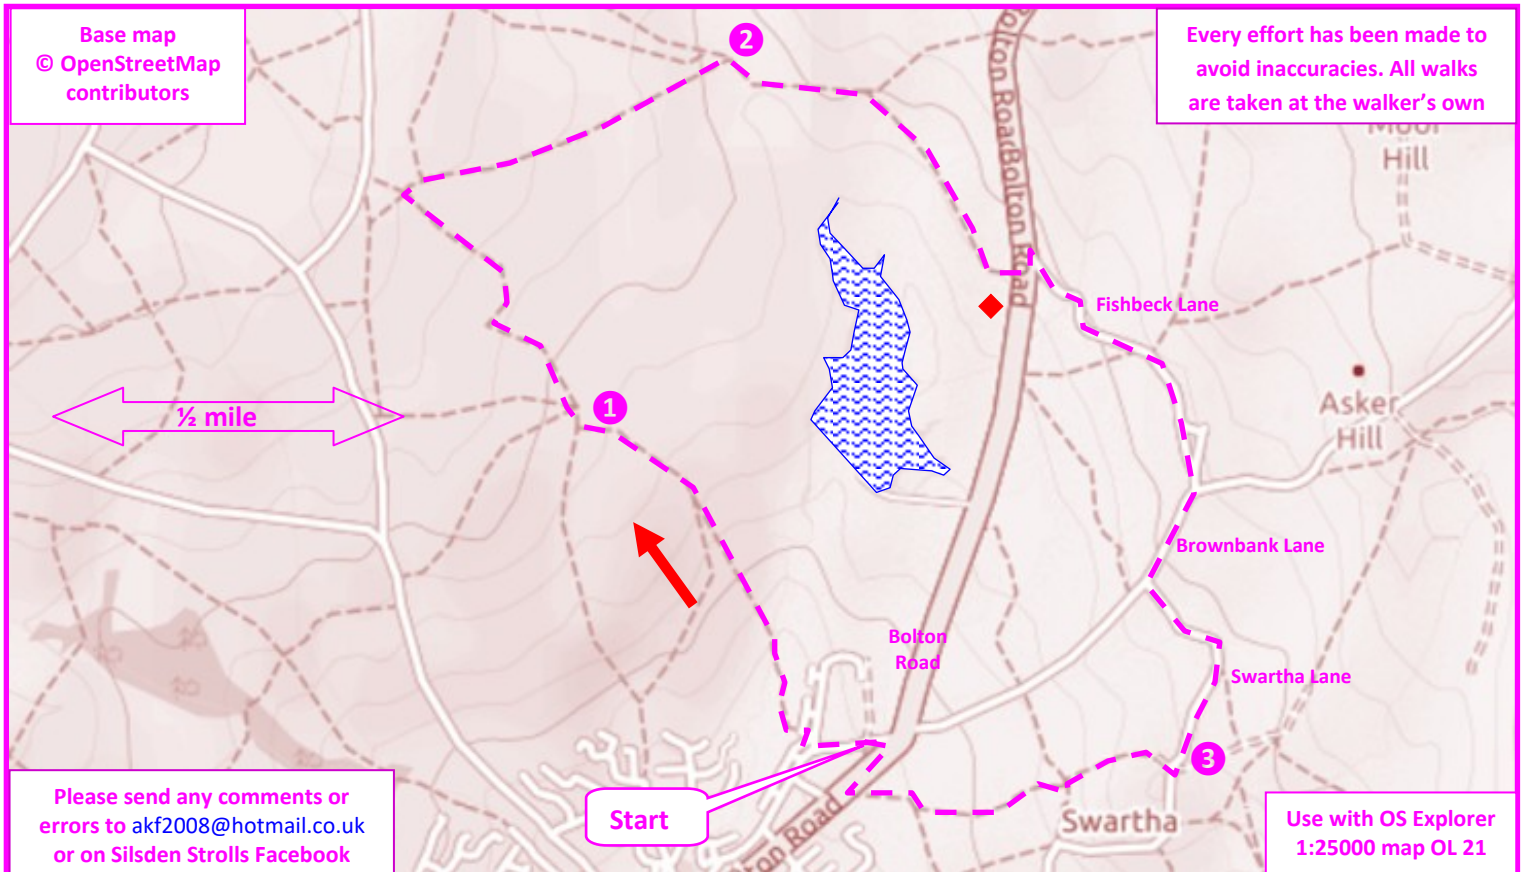 Base map
© OpenStreetMap
contributors
2
Every effort has been made to
avoid inaccuracies. All walks
are taken at the walker's own
Hill
Bolton Road
Fishbeck Lane
Asker
Hill
½ mile
1
Brownbank Lane
Bolton
Road
Swartha Lane
3
Start
Swartha
Please send any comments or
errors to akf2008@hotmail.co.uk
or on Silsden Strolls Facebook
Use with OS Explorer
1:25000 map OL 21